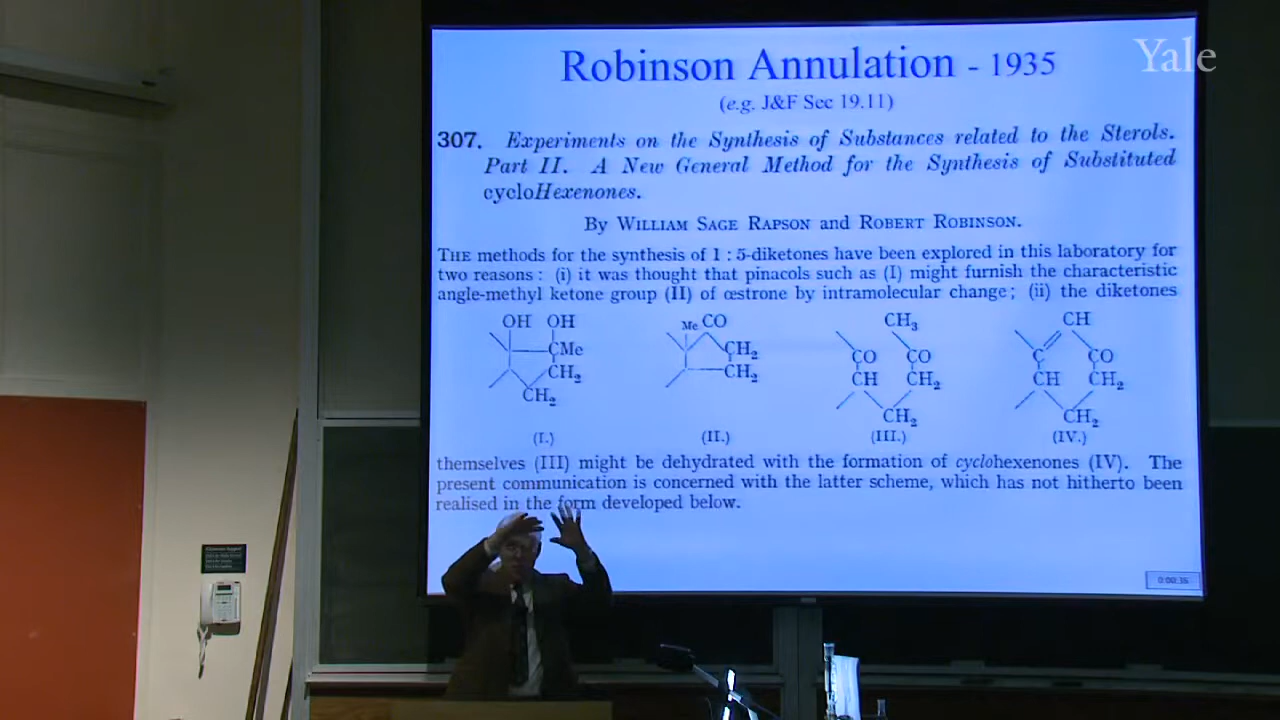 Yale
Robinson Annulation - 1935
(e.g. J&F Sec 19.11)
307. Experiments on the Synthesis of Substances related to the Sterols.
Part II. A New General Method for the Synthesis of Substituted
cycloHexenones.
By WILLIAM SAGE RAPSON and ROBERT ROBINSON.
THE methods for the synthesis of 1 : 5-diketones have been explored in this laboratory for
two reasons : (i) it was thought that pinacols such as (I) might furnish the characteristic
angle-methyl ketone group (II) of œstrone by intramolecular change; (ii) the diketones
OH OH
CMe
CH2
CH2
(I.)
Me CO
CH2
CH2
(II.)
CH3
CO CO
CH CH2
CH2
(III.)
CH
C CO
CH CH2
CH2
(IV.)
themselves (III) might be dehydrated with the formation of cyclohexenones (IV). The
present communication is concerned with the latter scheme, which has not hitherto been
realised in the form developed below.
0:00:36